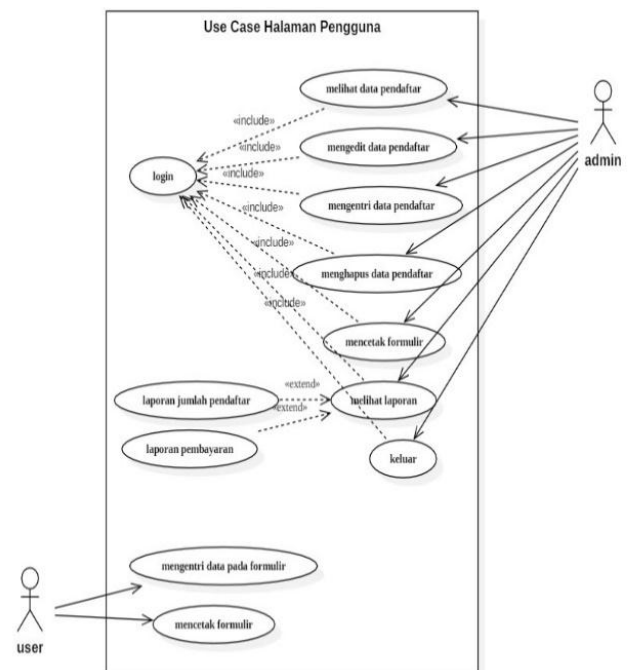 Use Case Halaman Pengguna
melihat data pendaftar
«include»
mengedit data pendaftar
«include»
admin
login
«include»
mengentri data pendaftar
«include»
«include»
menghapus data pendaftar
«include»
«include»
mencetak formulir
«extend»
laporan jumlah pendaftar
melihat laporan
«extend»
laporan pembayaran
keluar
mengentri data pada formulir
mencetak formulir
user